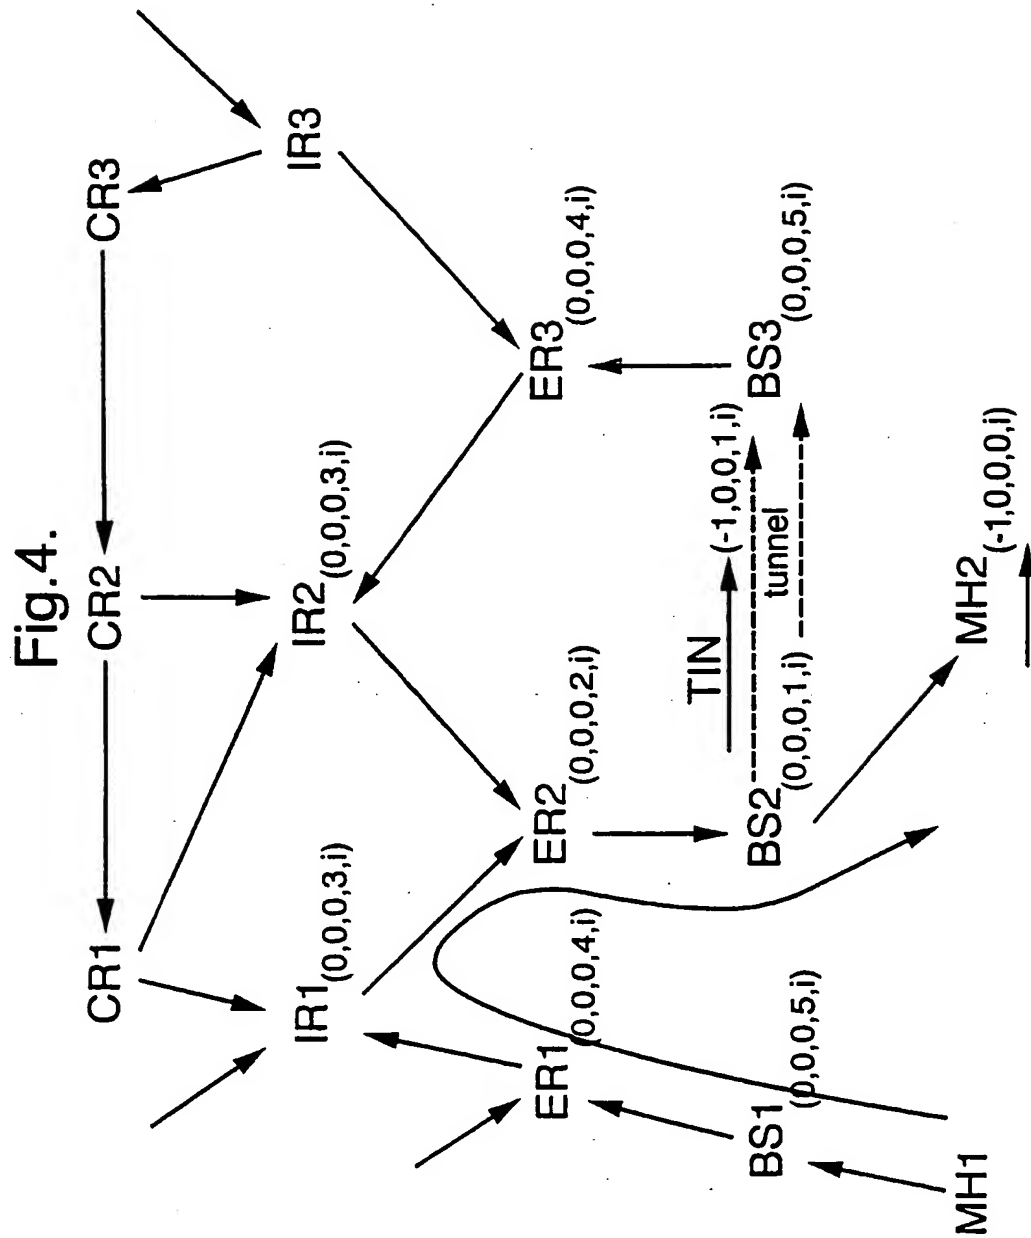 Fig.4.
CR1
CR2
CR3
IR1(0,0,0,3,i)
IR2(0,0,0,3,i)
IR3
ER1(0,0,0,4,i)
ER2(0,0,0,2,i)
ER3(0,0,0,4,i)
TIN
(-1,0,0,1,i)
tunnel
BS1(0,0,0,5,i)
BS2(0,0,0,1,i)
BS3(0,0,0,5,i)
MH1
MH2(-1,0,0,0,i)